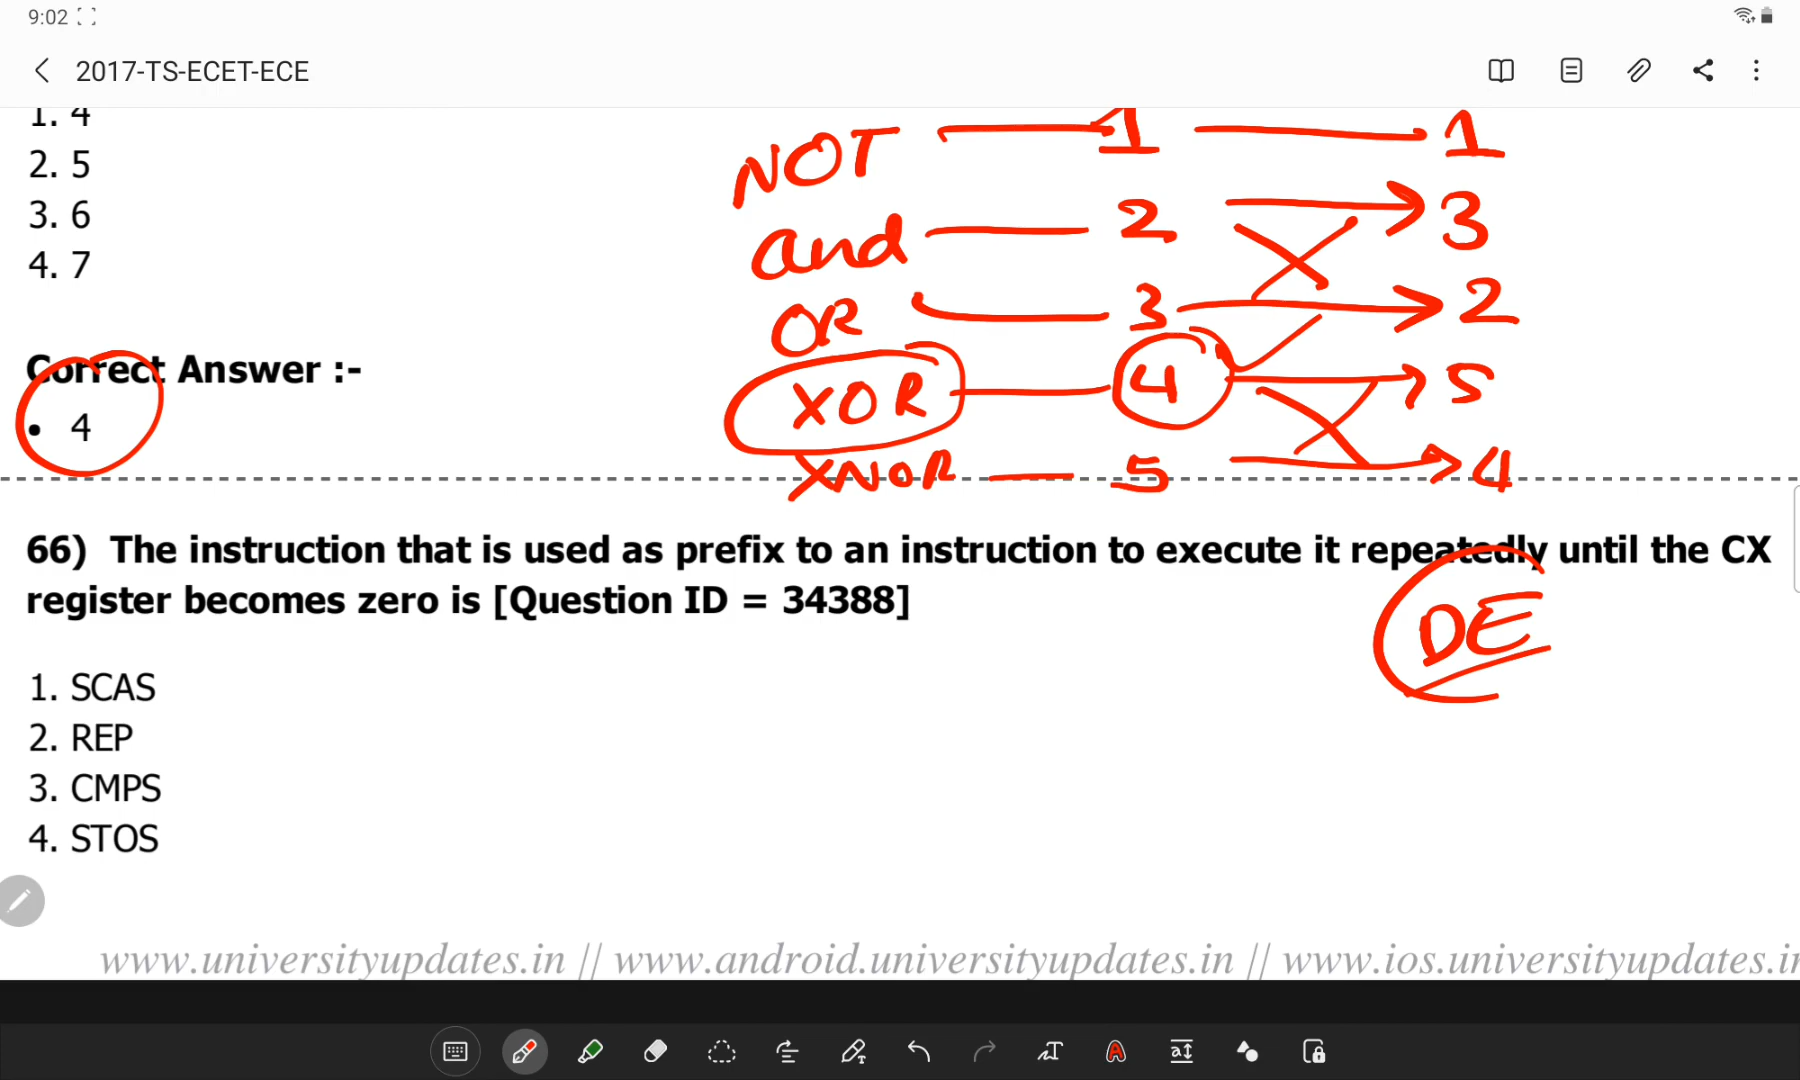 9:02
2017-TS-ECET-ECE
1. 4
2. 5
3. 6
4. 7
NOT 1 1
and 2 3
OR 3 2
XOR 4 5
XNOR 5 4
Correct Answer :-
• 4
66) The instruction that is used as prefix to an instruction to execute it repeatedly until the CX
register becomes zero is [Question ID = 34388]
DE
1. SCAS
2. REP
3. CMPS
4. STOS
www.universityupdates.in || www.android.universityupdates.in || www.ios.universityupdates.in